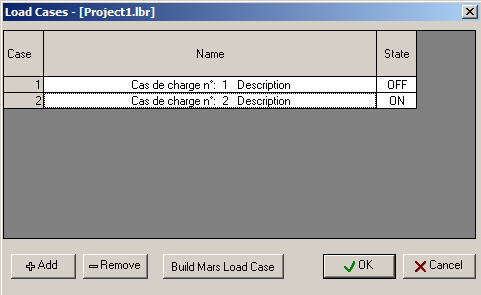 Load Cases - [Project1.lbr]
Case Name State
1 Cas de charge n°: 1 Description OFF
2 Cas de charge n°: 2 Description ON
Add Remove Build Mars Load Case OK Cancel